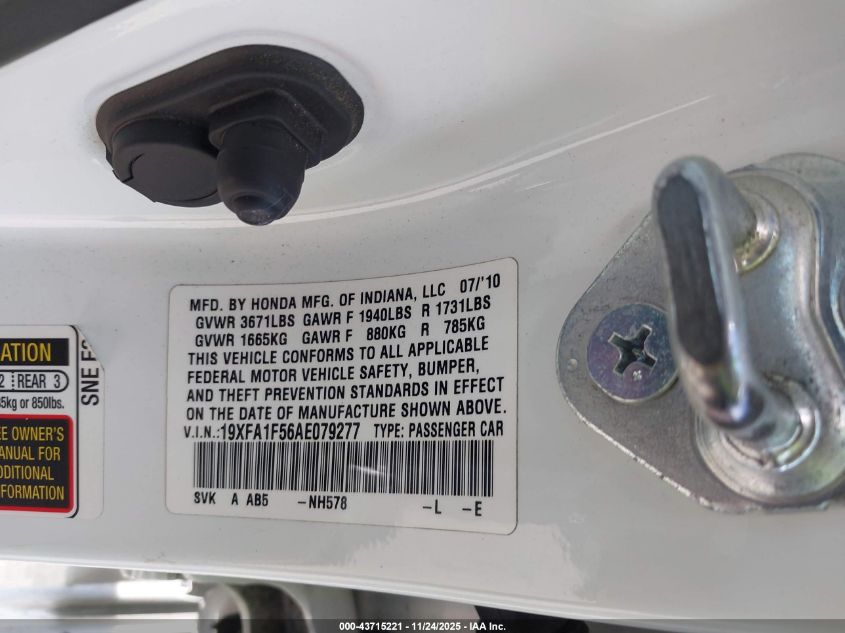 MFD. BY HONDA MFG. OF INDIANA, LLC 07/'10
GVWR 3671LBS GAWR F 1940LBS R 1731LBS
GVWR 1665KG GAWR F 880KG R 785KG
THIS VEHICLE CONFORMS TO ALL APPLICABLE
FEDERAL MOTOR VEHICLE SAFETY, BUMPER,
AND THEFT PREVENTION STANDARDS IN EFFECT
ON THE DATE OF MANUFACTURE SHOWN ABOVE.
V.I.N.:19XFA1F56AE079277 TYPE: PASSENGER CAR
SVK A AB5 -NH578 -L -E
ATION
2 REAR 3
5kg or 850lbs.
EE OWNER'S
ANUAL FOR
DDITIONAL
FORMATION
SNE F
000-43715221 - 11/24/2025 - IAA Inc.